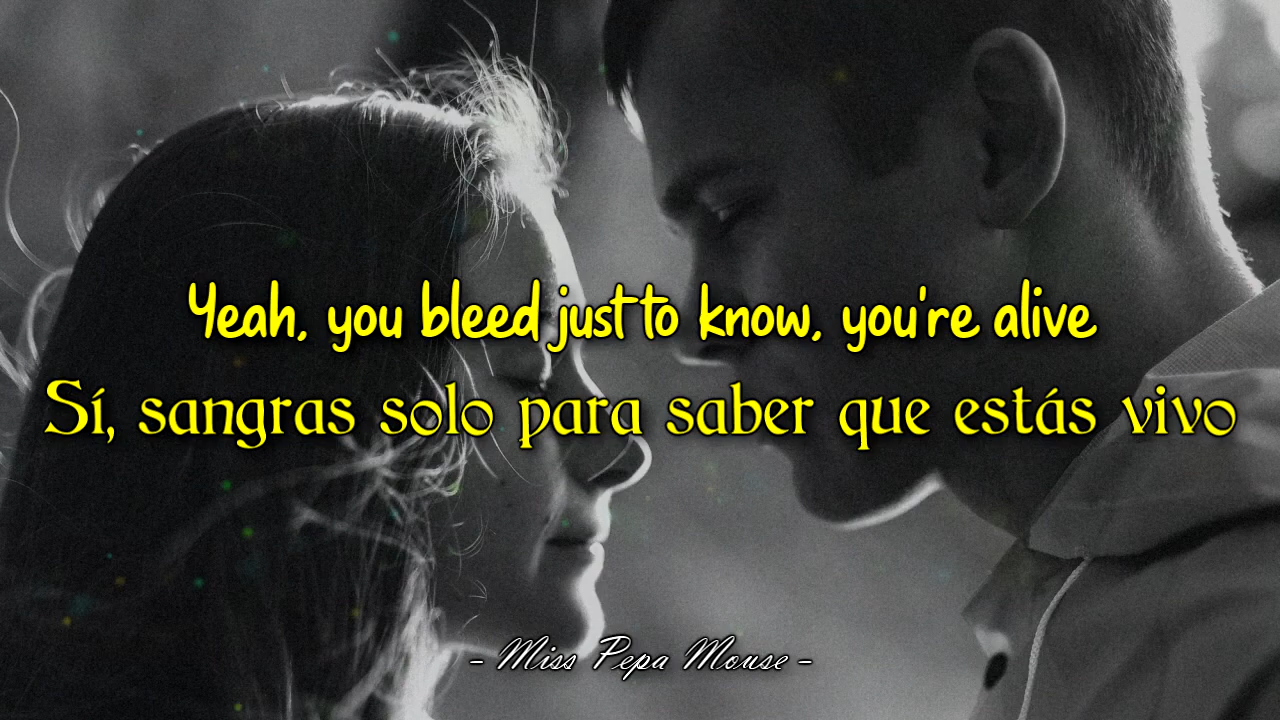 Yeah, you bleed just to know, you're alive
Sí, sangras solo para saber que estás vivo
- Miss Pepa Mouse -